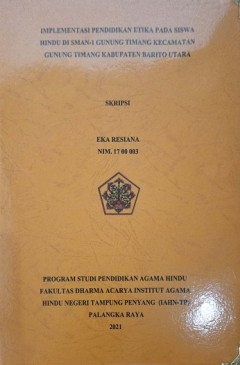 IMPLEMENTASI PENDIDIKAN ETIKA PADA SISWA
HINDU DI SMAN-1 GUNUNG TIMANG KECAMATAN
GUNUNG TIMANG KABUPATEN BARITO UTARA
SKRIPSI
EKA RESIANA
NIM. 17 00 003
PROGRAM STUDI PENDIDIKAN AGAMA HINDU
FAKULTAS DHARMA ACARYA INSTITUT AGAMA
HINDU NEGERI TAMPUNG PENYANG (IAHN-TP)
PALANGKA RAYA
2021